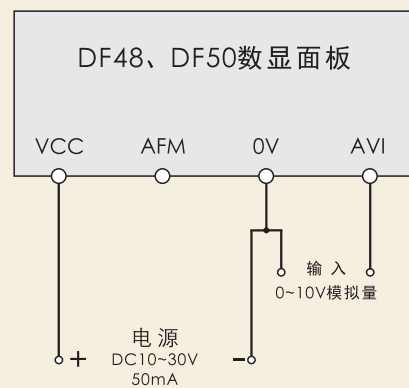 DF48、DF50数显面板
VCC AFM 0V AVI
输 入
0~10V模拟量
电 源
+ -
DC10~30V
50mA